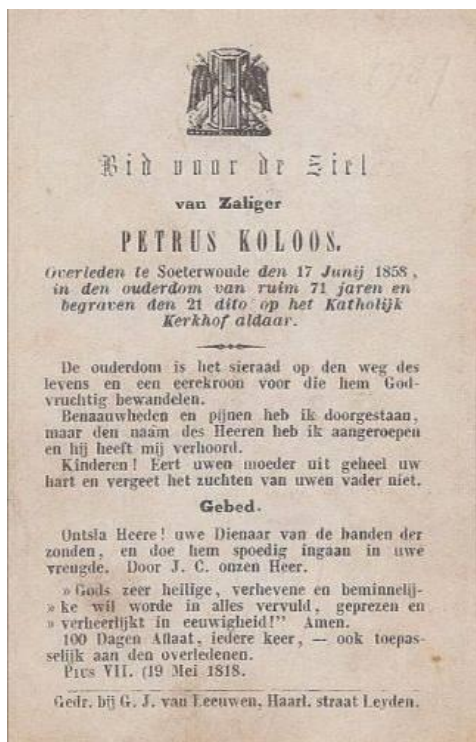 Bid voor de Ziel
van Zaliger
PETRUS KOLOOS.
Overleden te Soeterwoude den 17 Junij 1858,
in den ouderdom van ruim 71 jaren en
begraven den 21 dito op het Katholijk
Kerkhof aldaar.
De ouderdom is het sieraad op den weg des
levens en een eerekroon voor die hem God-
vruchtig bewandelen.
Benaauwheden en pijnen heb ik doorgestaan,
maar den naam des Heeren heb ik aangeroepen
en hij heeft mij verhoord.
Kinderen! Eert uwen moeder uit geheel uw
hart en vergeet het zuchten van uwen vader niet.
Gebed.
Ontsla Heere! uwe Dienaar van de banden der
zonden, en doe hem spoedig ingaan in uwe
vreugde. Door J. C. onzen Heer.
» Gods zeer heilige, verhevene en beminnelij-
» ke wil worde in alles vervuld, geprezen en
» verheerlijkt in eeuwigheid!" Amen.
100 Dagen Aflaat, iedere keer, — ook toepas-
selijk aan den overledenen.
Pius VII. (19 Mei 1818.
Gedr. bij G. J. van Leeuwen, Haarl. straat Leyden.